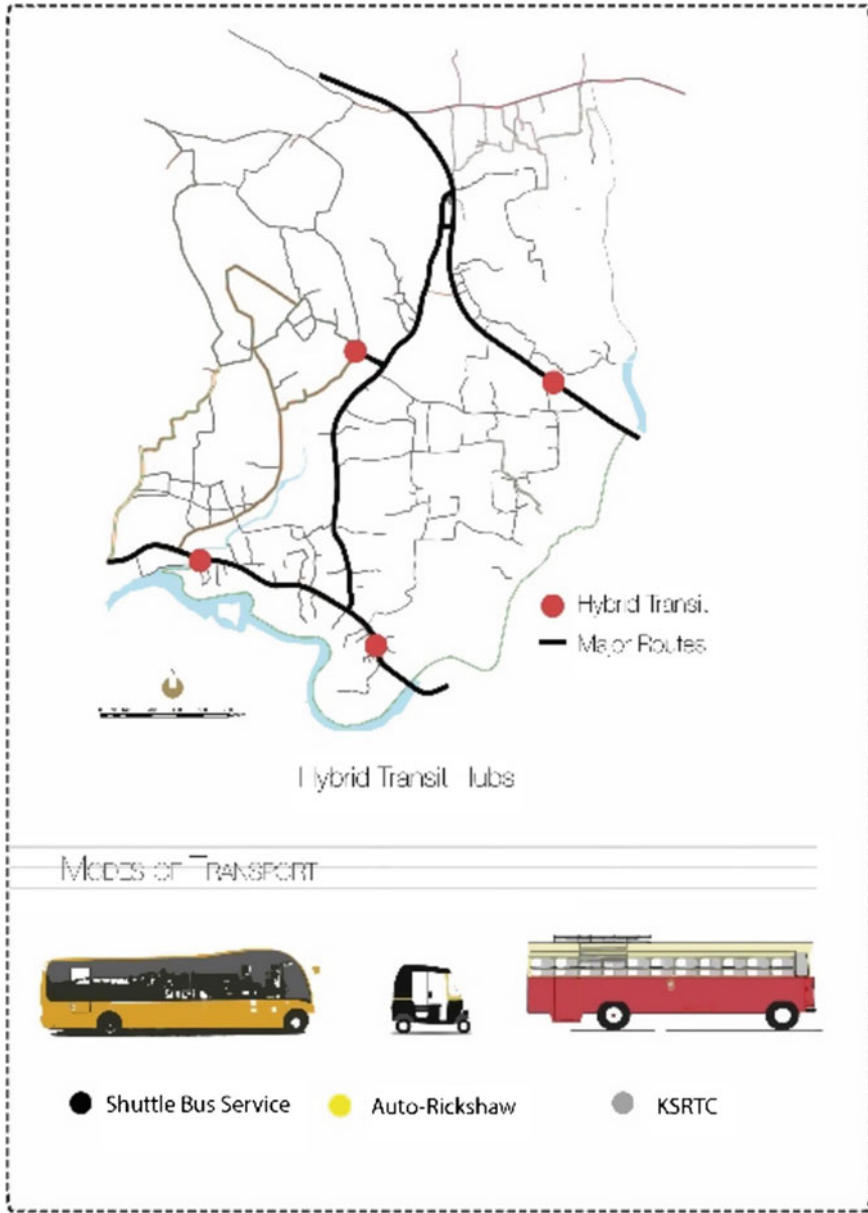 Hybrid Transit
Major Routes
Hybrid Transit Hubs
MODES OF TRANSPORT
Shuttle Bus Service
Auto-Rickshaw
KSRTC